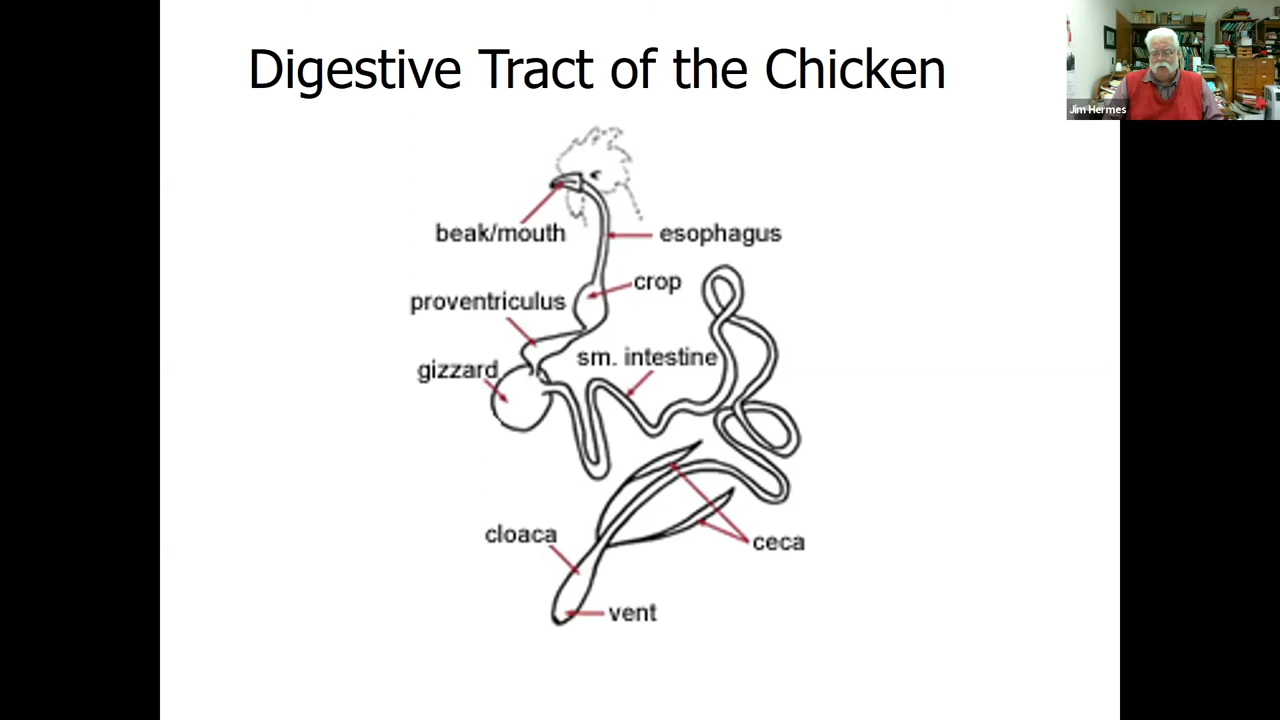 Digestive Tract of the Chicken
Jim Hermes
beak/mouth
esophagus
crop
proventriculus
sm. intestine
gizzard
cloaca
ceca
vent